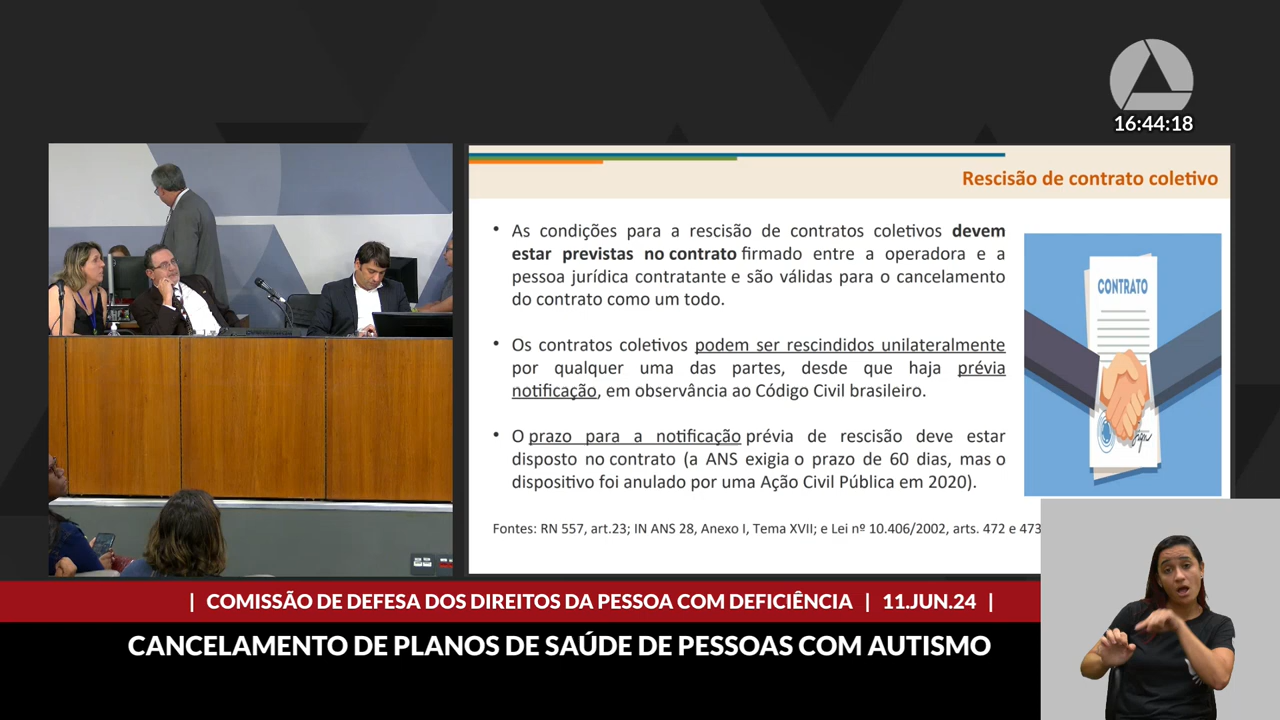 16:44:18
Rescisão de contrato coletivo
• As condições para a rescisão de contratos coletivos devem
estar previstas no contrato firmado entre a operadora e a
pessoa jurídica contratante e são válidas para o cancelamento
do contrato como um todo.
• Os contratos coletivos podem ser rescindidos unilateralmente
por qualquer uma das partes, desde que haja prévia
notificação, em observância ao Código Civil brasileiro.
• O prazo para a notificação prévia de rescisão deve estar
disposto no contrato (a ANS exigia o prazo de 60 dias, mas o
dispositivo foi anulado por uma Ação Civil Pública em 2020).
CONTRATO
Fontes: RN 557, art.23; IN ANS 28, Anexo I, Tema XVII; e Lei nº 10.406/2002, arts. 472 e 473
| COMISSÃO DE DEFESA DOS DIREITOS DA PESSOA COM DEFICIÊNCIA | 11.JUN.24 |
CANCELAMENTO DE PLANOS DE SAÚDE DE PESSOAS COM AUTISMO